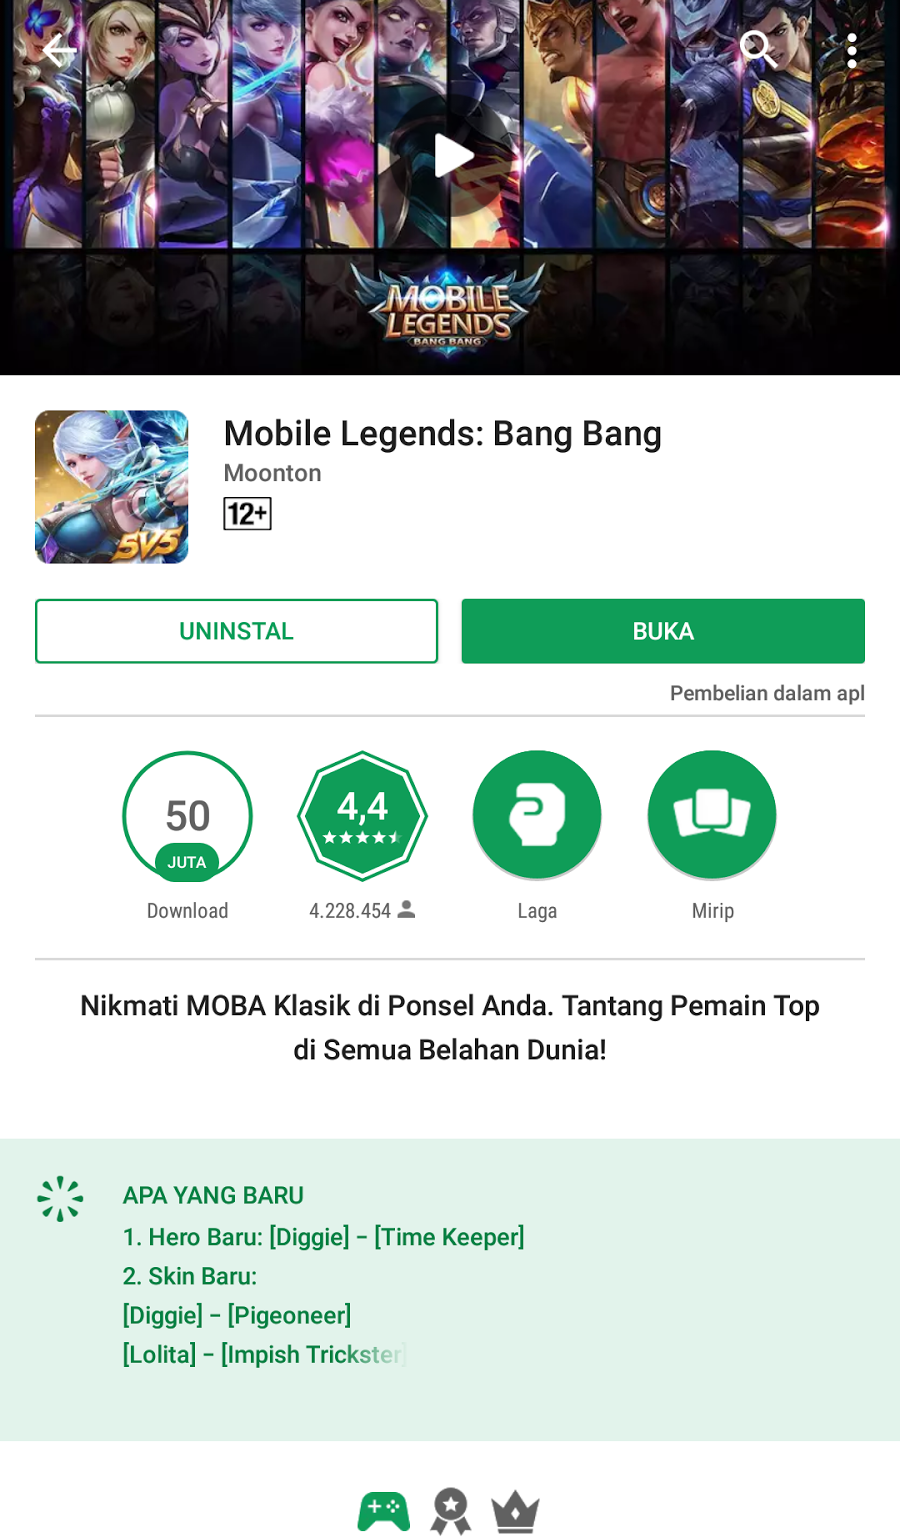 MOBILE
LEGENDS
BANG BANG
5V5
Mobile Legends: Bang Bang
Moonton
12+
UNINSTAL
BUKA
Pembelian dalam apl
50
JUTA
Download
4,4
4.228.454
Laga
Mirip
Nikmati MOBA Klasik di Ponsel Anda. Tantang Pemain Top
di Semua Belahan Dunia!
APA YANG BARU
1. Hero Baru: [Diggie] – [Time Keeper]
2. Skin Baru:
[Diggie] – [Pigeoneer]
[Lolita] – [Impish Trickster]